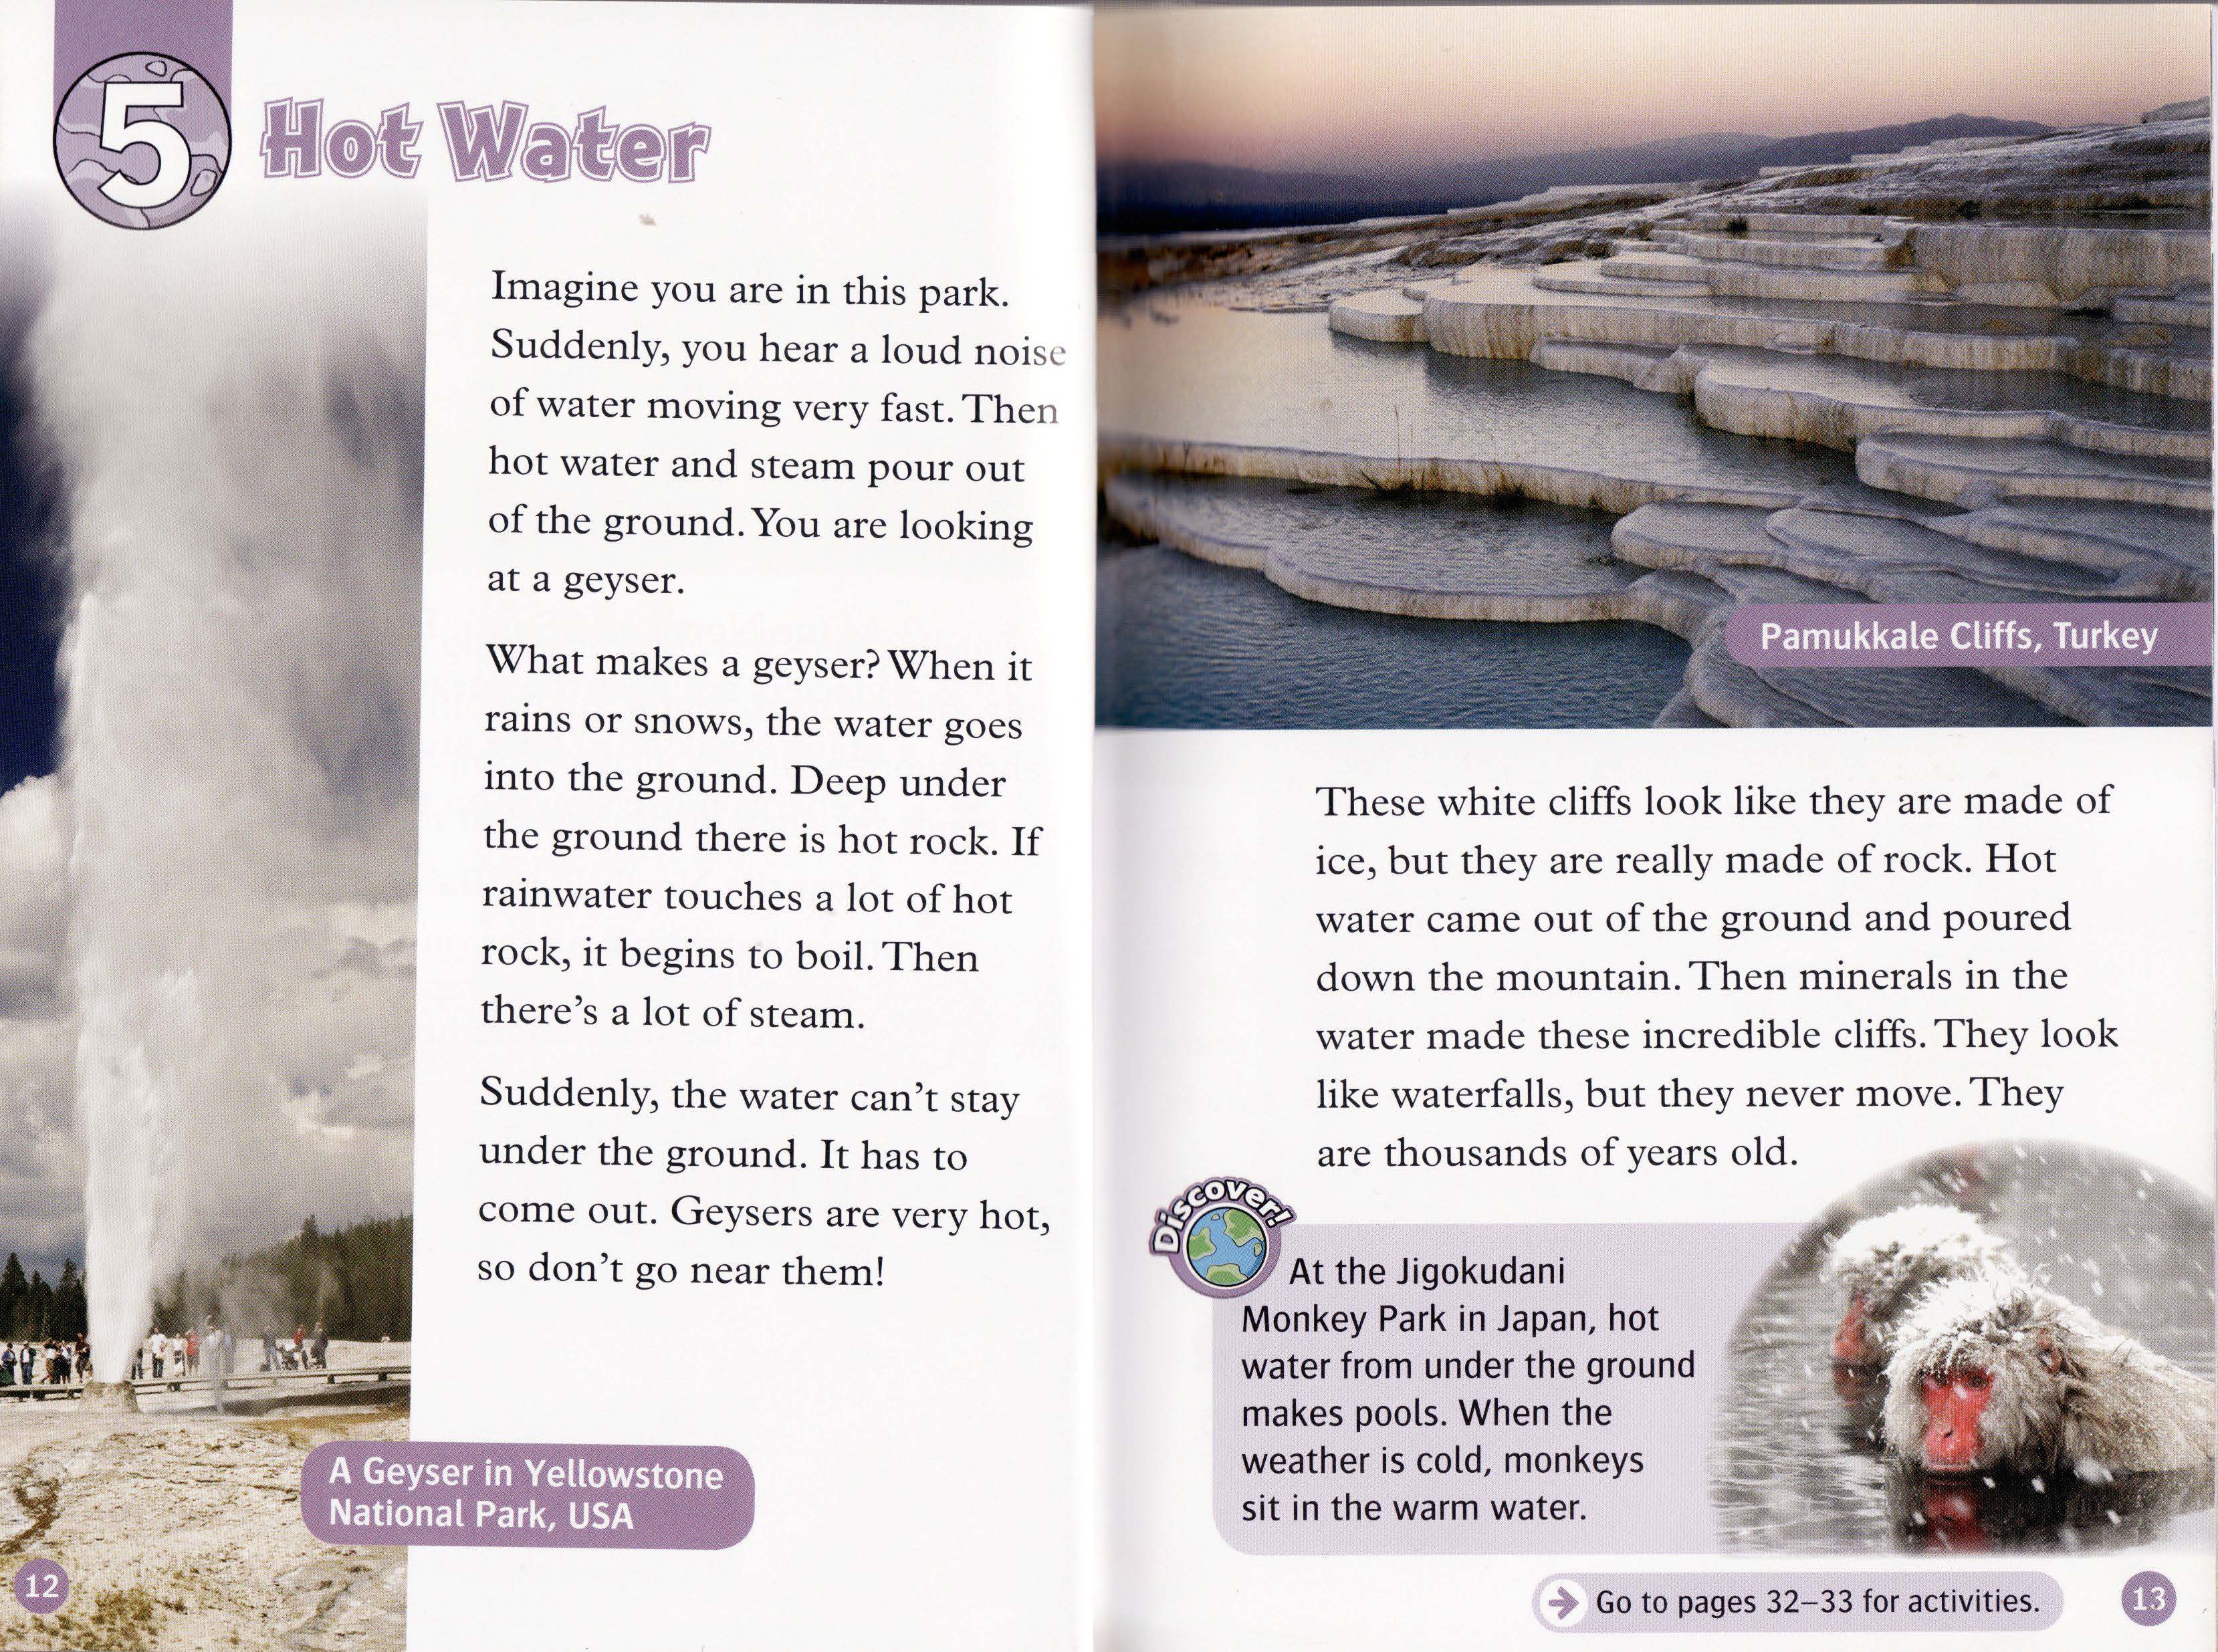 5
Hot Water
Imagine you are in this park.
Suddenly, you hear a loud noise
of water moving very fast. Then
hot water and steam pour out
of the ground. You are looking
at a geyser.
What makes a geyser? When it
rains or snows, the water goes
into the ground. Deep under
the ground there is hot rock. If
rainwater touches a lot of hot
rock, it begins to boil. Then
there's a lot of steam.
Suddenly, the water can't stay
under the ground. It has to
come out. Geysers are very hot,
so don't go near them!
A Geyser in Yellowstone
National Park, USA
12
Pamukkale Cliffs, Turkey
These white cliffs look like they are made of
ice, but they are really made of rock. Hot
water came out of the ground and poured
down the mountain. Then minerals in the
water made these incredible cliffs. They look
like waterfalls, but they never move. They
are thousands of years old.
Discover!
At the Jigokudani
Monkey Park in Japan, hot
water from under the ground
makes pools. When the
weather is cold, monkeys
sit in the warm water.
Go to pages 32–33 for activities.
13